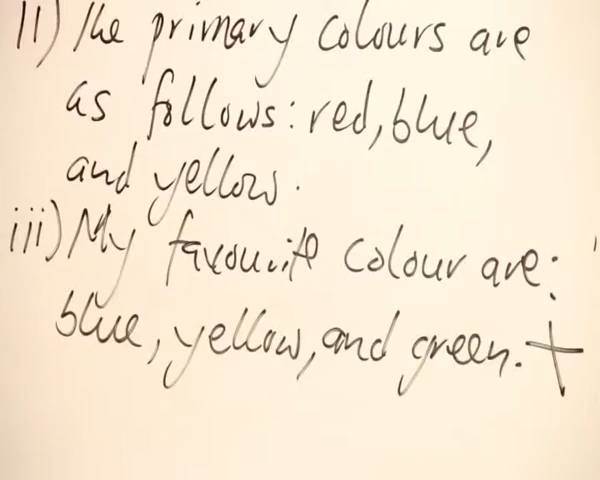 ii) The primary colours are
as follows: red, blue,
and yellow.
iii) My favourite colour are:
blue, yellow, and green. +